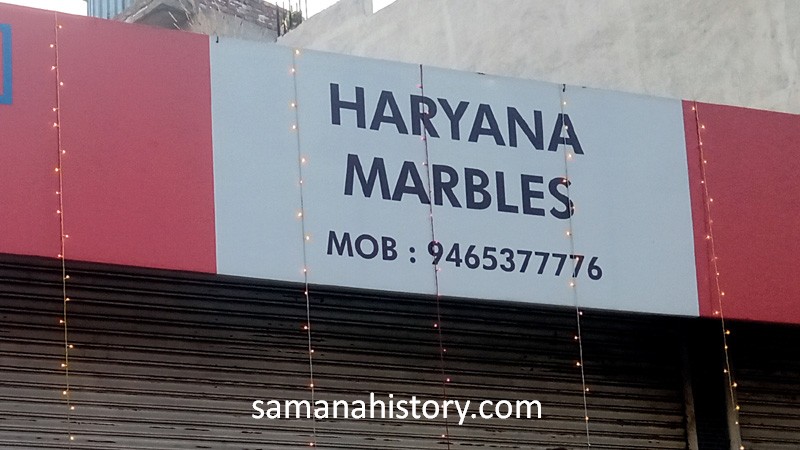 HARYANA
MARBLES
MOB : 9465377776
samanahistory.com